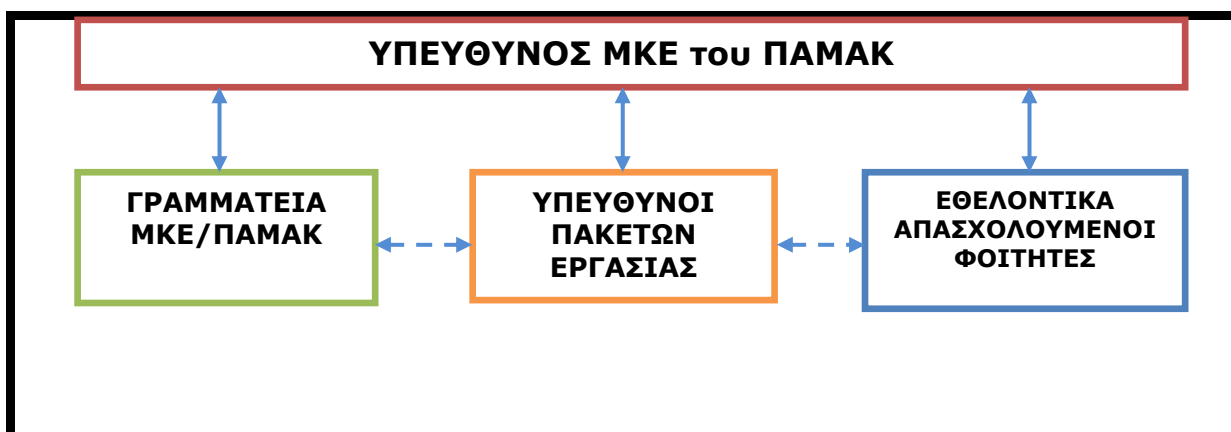 ΥΠΕΥΘΥΝΟΣ ΜΚΕ του ΠΑΜΑΚ
ΓΡΑΜΜΑΤΕΙΑ
ΜΚΕ/ΠΑΜΑΚ
ΥΠΕΥΘΥΝΟΙ
ΠΑΚΕΤΩΝ
ΕΡΓΑΣΙΑΣ
ΕΘΕΛΟΝΤΙΚΑ
ΑΠΑΣΧΟΛΟΥΜΕΝΟΙ
ΦΟΙΤΗΤΕΣ